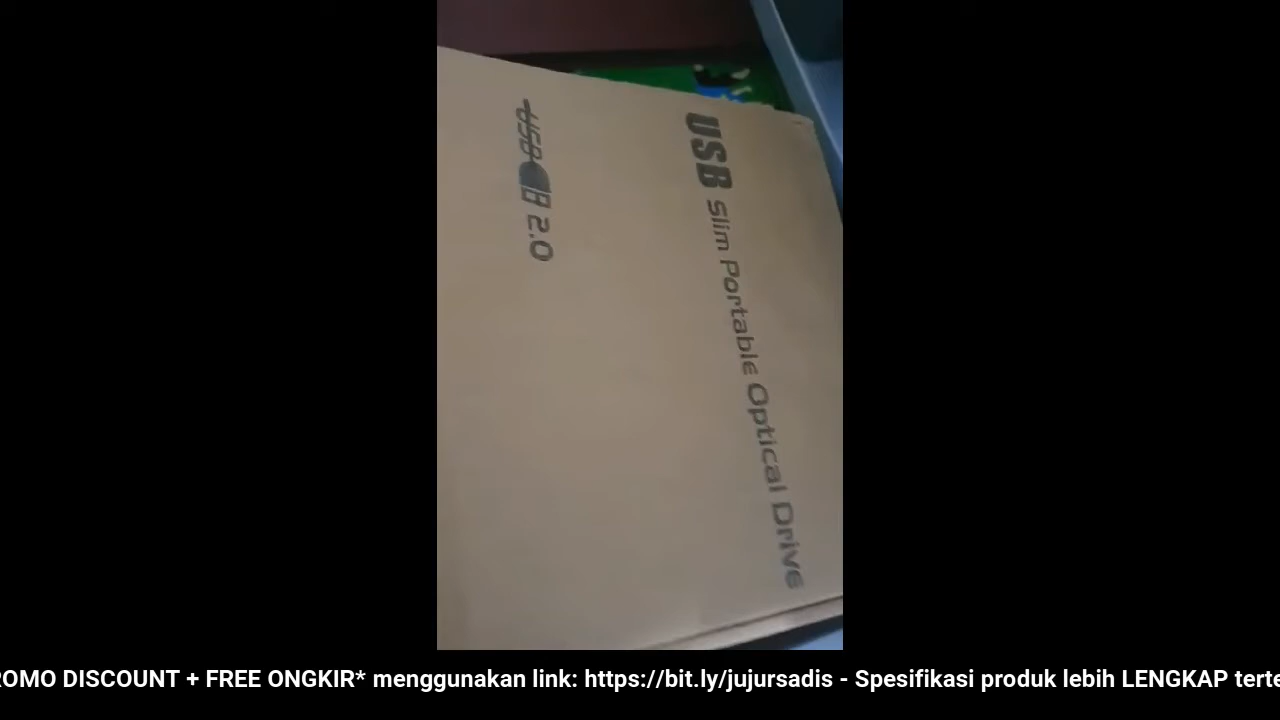 USB Slim Portable Optical Drive
USB 2.0
OMO DISCOUNT + FREE ONGKIR* menggunakan link: https://bit.ly/jujursadis - Spesifikasi produk lebih LENGKAP terte